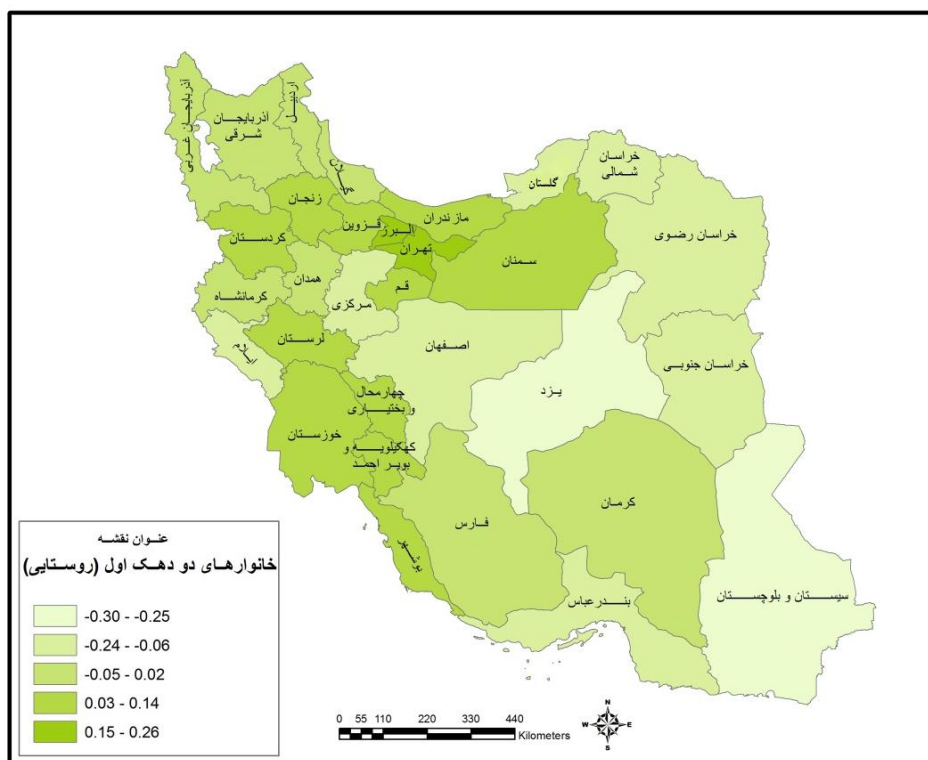 آذربایجان غربی
آذربایجان
شرقی
اردبیل
گیلان
زنجان
کردستان
قزوین
البرز
تهران
مازندران
گلستان
خراسان
شمالی
خراسان رضوی
سمنان
قم
همدان
کرمانشاه
مرکزی
لرستان
ایلام
اصفهان
یزد
خراسان جنوبی
چهارمحال
و بختیاری
خوزستان
کهکیلویه و
بویر احمد
فارس
کرمان
بوشهر
بندرعباس
سیستان و بلوچستان
عنوان نقشه
خانوارهای دو دهک اول (روستایی)
-0.30 - -0.25
-0.24 - -0.06
-0.05 - 0.02
0.03 - 0.14
0.15 - 0.26
0 55 110 220 330 440
Kilometers
N
W E
S